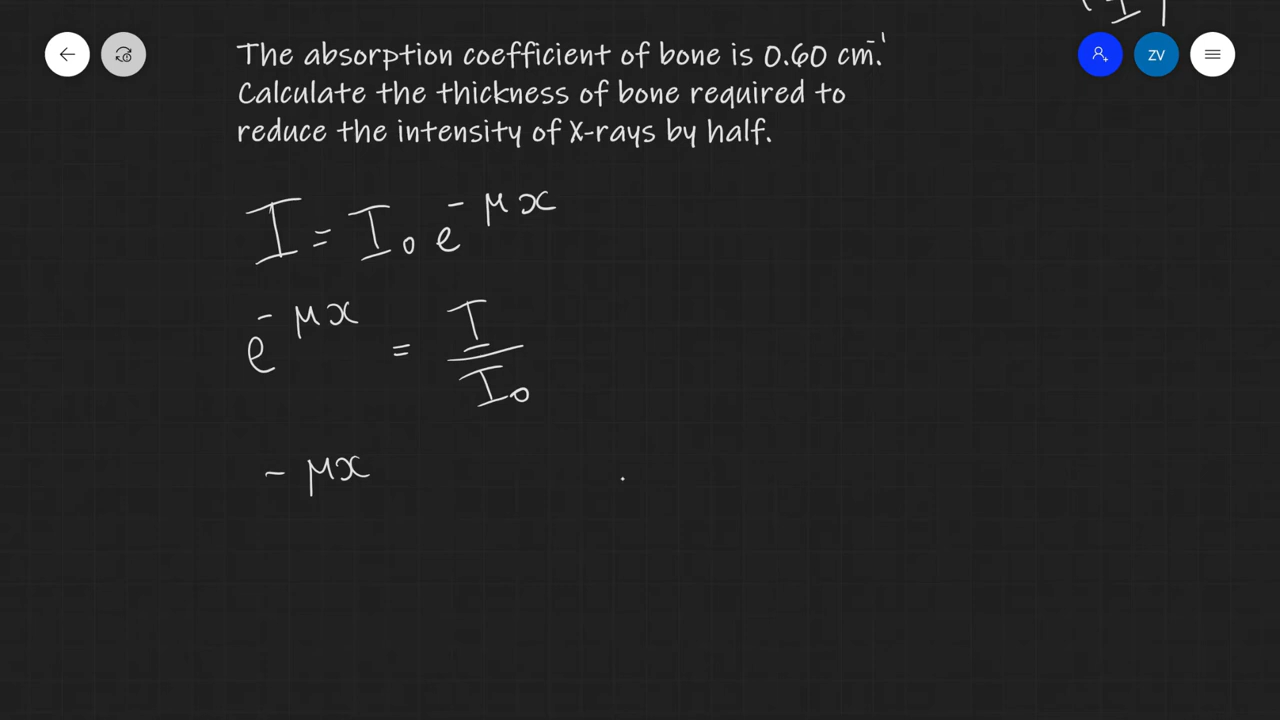 ZV
The absorption coefficient of bone is 0.60 cm⁻¹.
Calculate the thickness of bone required to
reduce the intensity of X-rays by half.
I = I₀ e^{-μx}
e^{-μx} = I/I₀
- μx